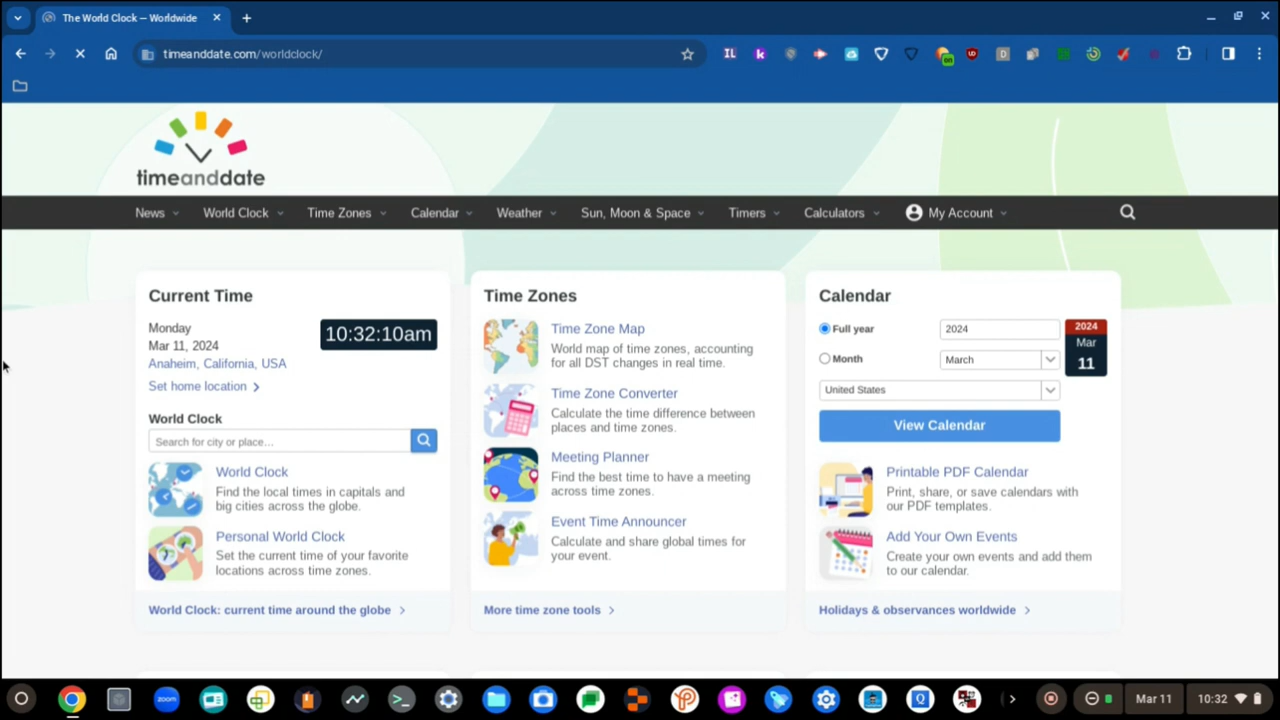 The World Clock — Worldwide
timeanddate.com/worldclock/
timeanddate
News
World Clock
Time Zones
Calendar
Weather
Sun, Moon & Space
Timers
Calculators
My Account
Current Time
Monday
Mar 11, 2024
10:32:10am
Anaheim, California, USA
Set home location
World Clock
Search for city or place...
World Clock
Find the local times in capitals and
big cities across the globe.
Personal World Clock
Set the current time of your favorite
locations across time zones.
World Clock: current time around the globe
Time Zones
Time Zone Map
World map of time zones, accounting
for all DST changes in real time.
Time Zone Converter
Calculate the time difference between
places and time zones.
Meeting Planner
Find the best time to have a meeting
across time zones.
Event Time Announcer
Calculate and share global times for
your event.
More time zone tools
Calendar
Full year
2024
Month
March
2024
Mar
11
United States
View Calendar
Printable PDF Calendar
Print, share, or save calendars with
our PDF templates.
Add Your Own Events
Create your own events and add them
to our calendar.
Holidays & observances worldwide
zoom
Mar 11
10:32